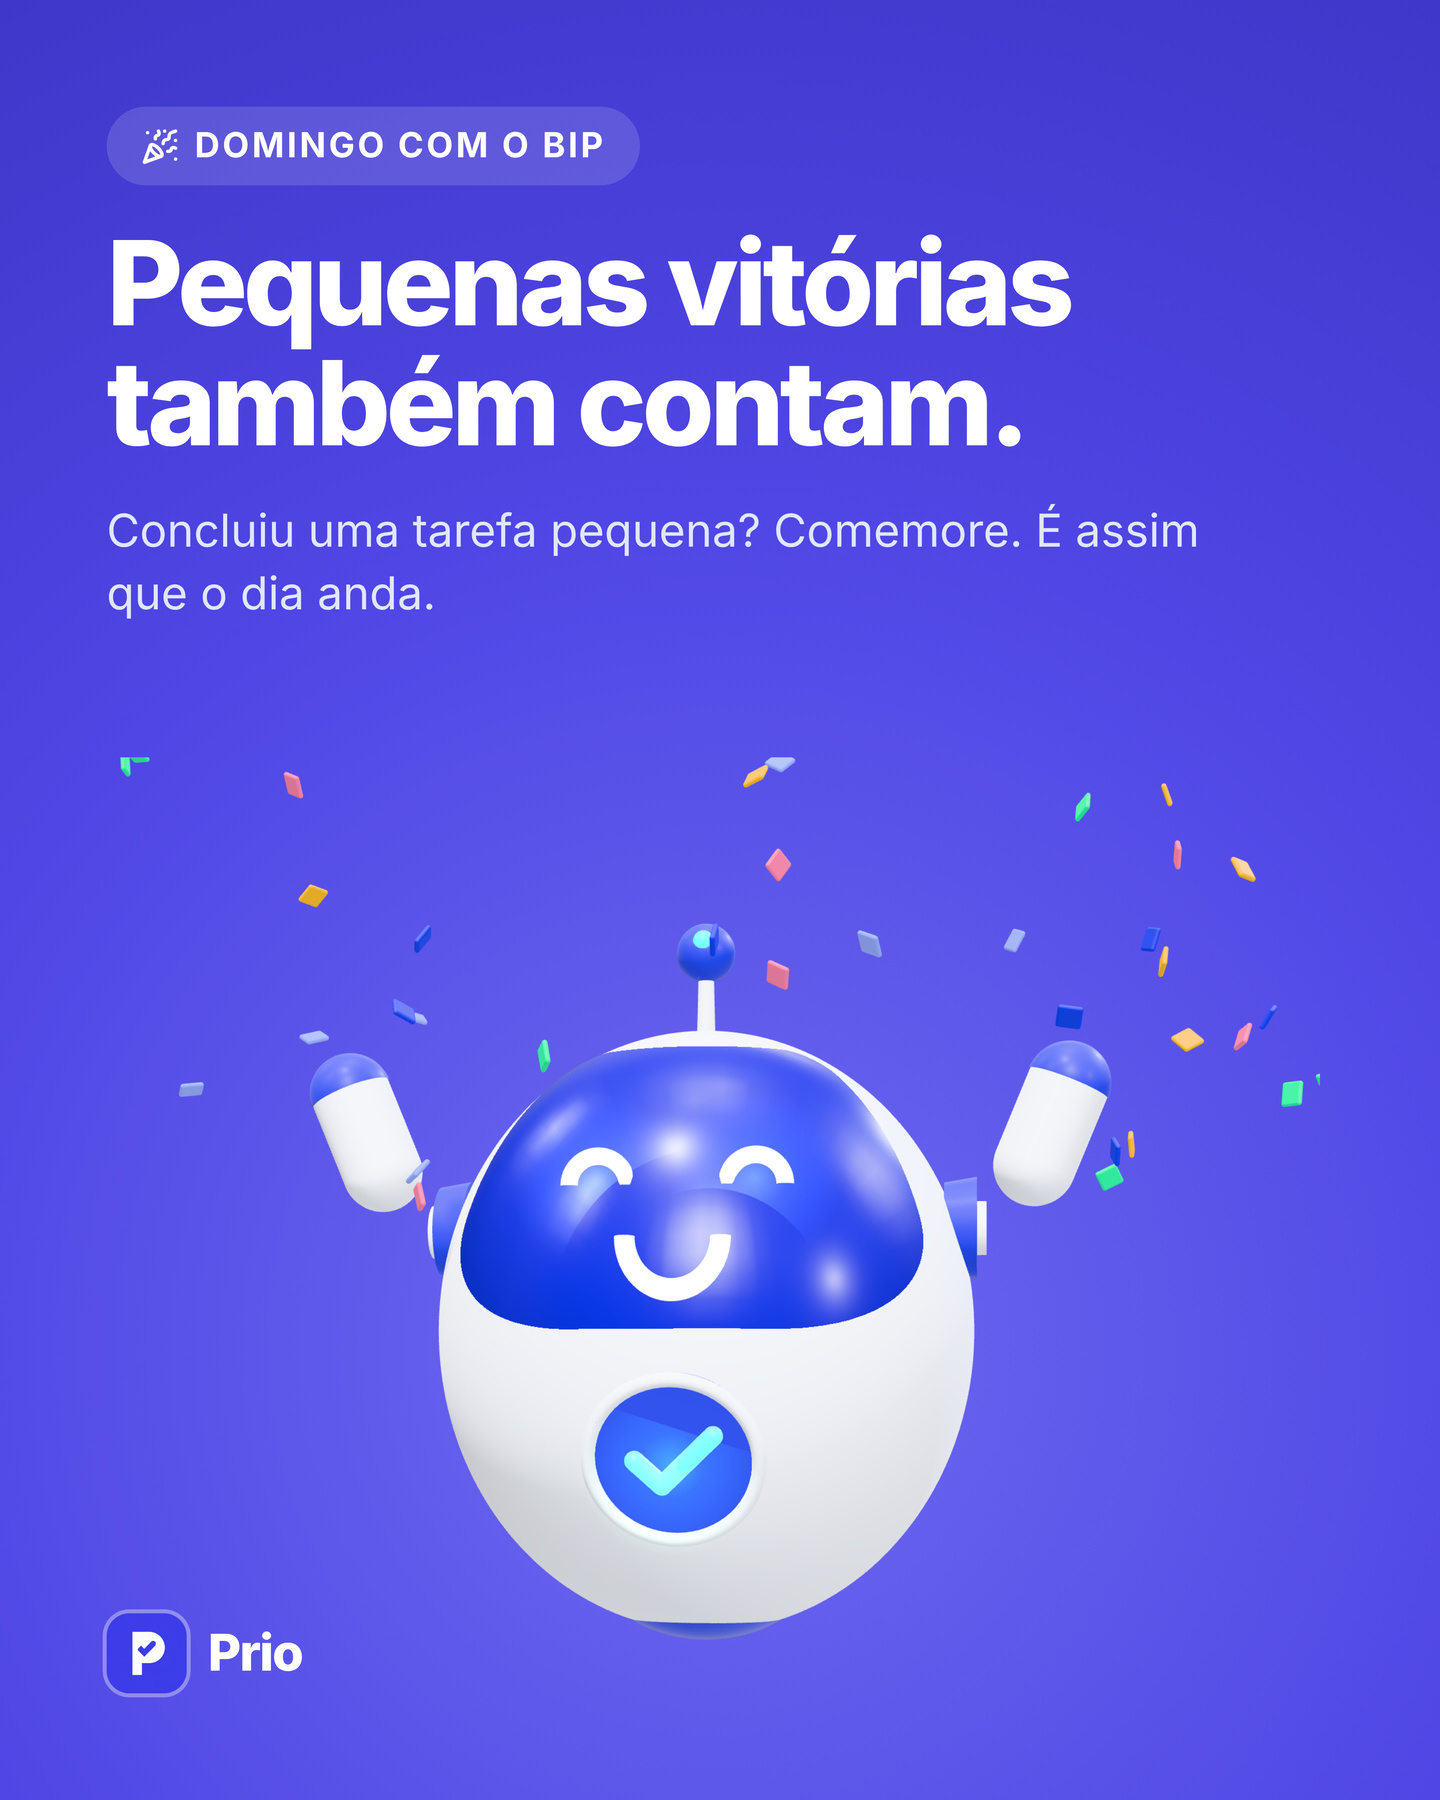 DOMINGO COM O BIP
Pequenas vitórias
também contam.
Concluiu uma tarefa pequena? Comemore. É assim
que o dia anda.
Prio